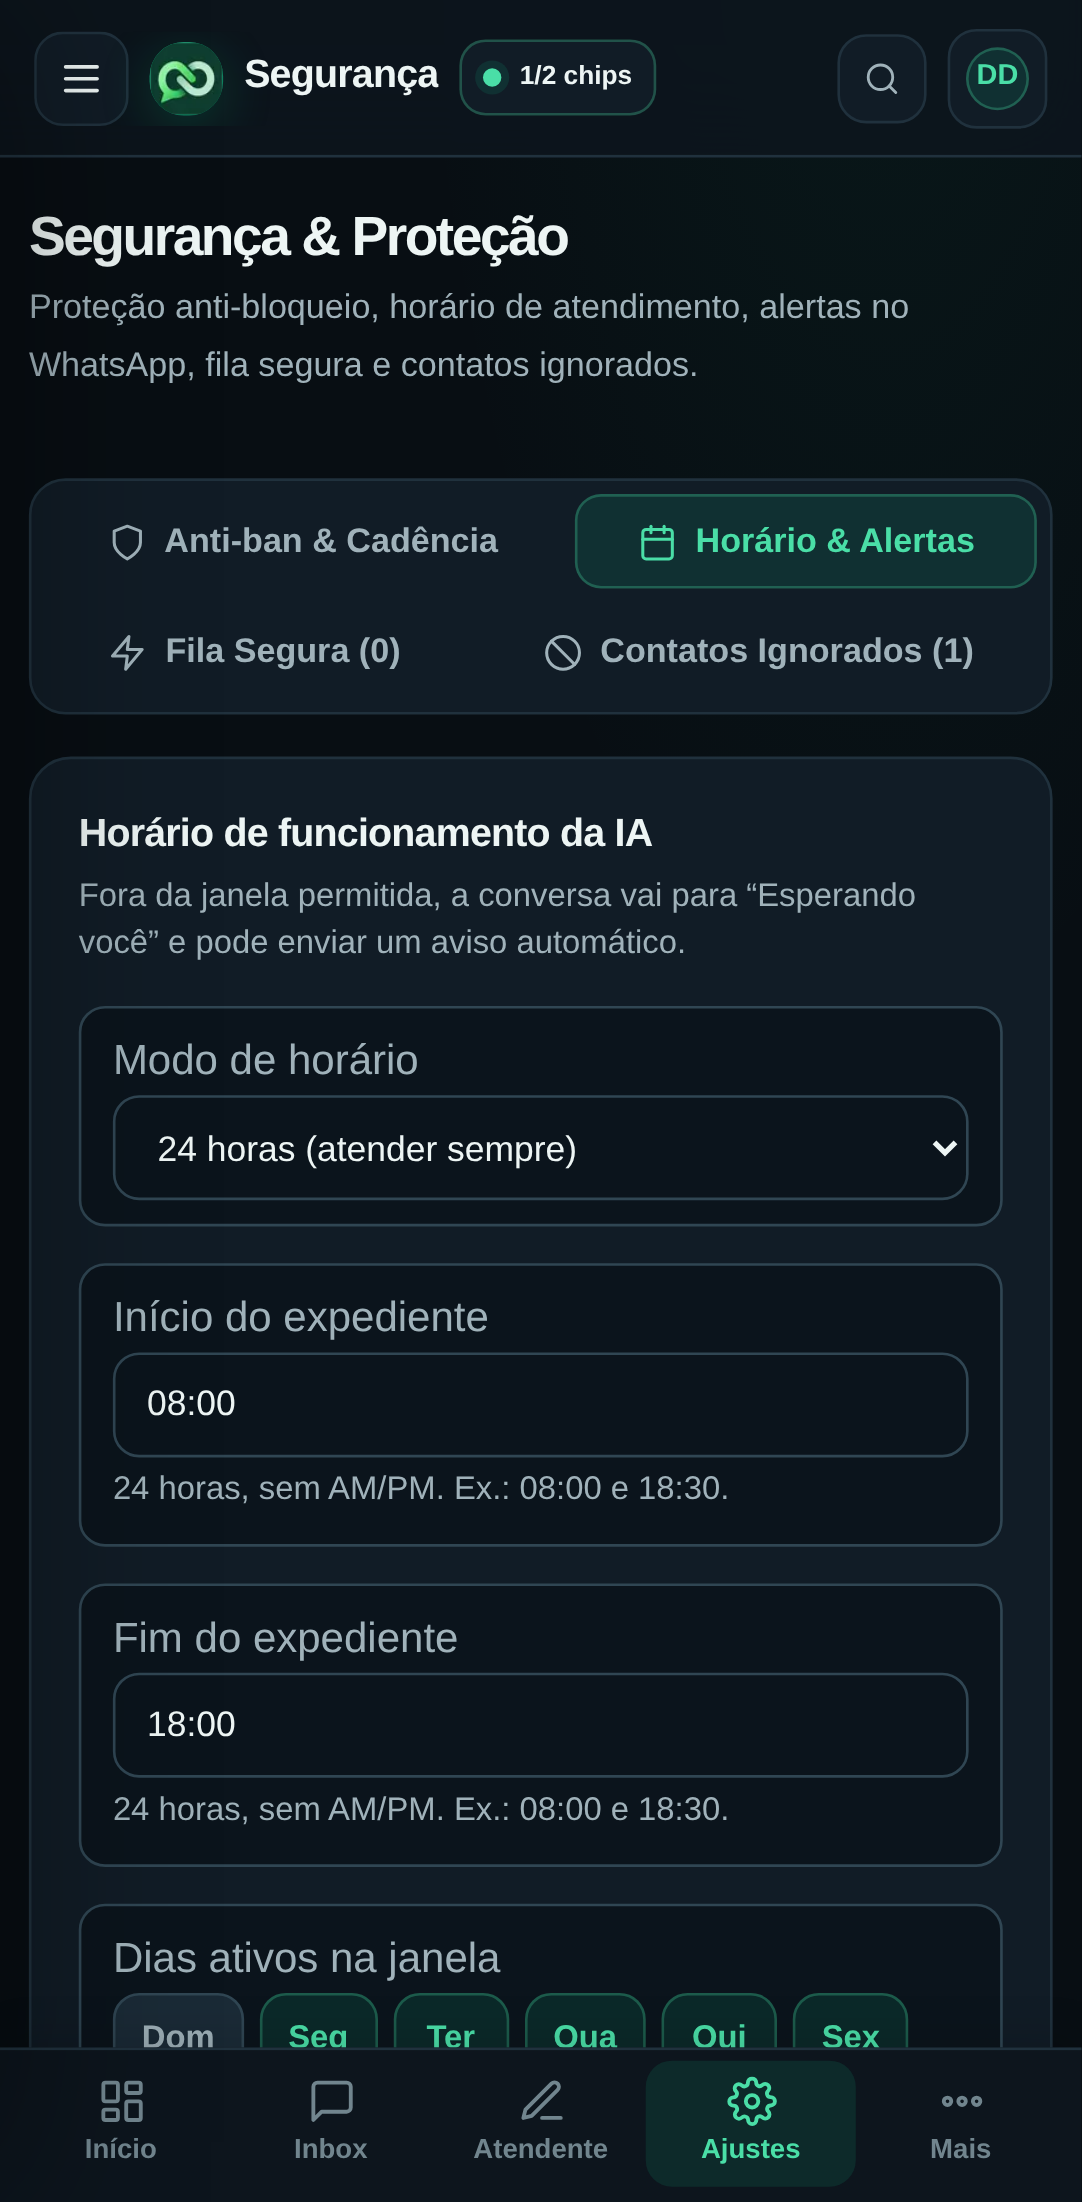 Segurança
1/2 chips
DD
Segurança & Proteção
Proteção anti-bloqueio, horário de atendimento, alertas no
WhatsApp, fila segura e contatos ignorados.
Anti-ban & Cadência
Horário & Alertas
Fila Segura (0)
Contatos Ignorados (1)
Horário de funcionamento da IA
Fora da janela permitida, a conversa vai para “Esperando
você” e pode enviar um aviso automático.
Modo de horário
24 horas (atender sempre)
Início do expediente
08:00
24 horas, sem AM/PM. Ex.: 08:00 e 18:30.
Fim do expediente
18:00
24 horas, sem AM/PM. Ex.: 08:00 e 18:30.
Dias ativos na janela
Dom Seg Ter Qua Qui Sex
Início Inbox Atendente Ajustes Mais